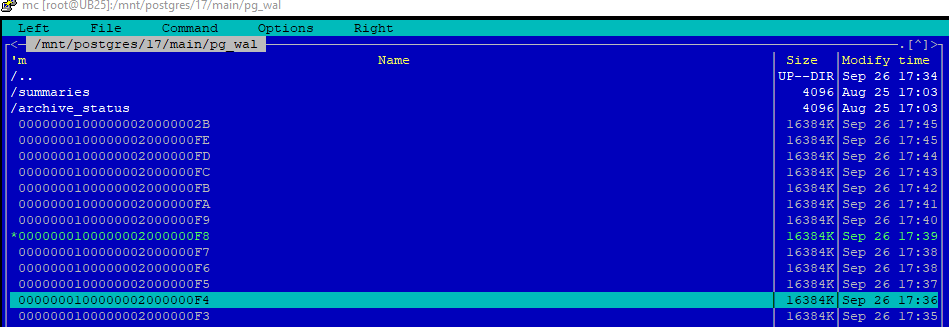 mc [root@UB25]:/mnt/postgres/17/main/pg_wal
Left File Command Options Right
<- /mnt/postgres/17/main/pg_wal .[^]>
'm Name Size Modify time
/.. UP--DIR Sep 26 17:34
/summaries 4096 Aug 25 17:03
/archive_status 4096 Aug 25 17:03
00000001000000020000002B 16384K Sep 26 17:45
0000000100000002000000FE 16384K Sep 26 17:45
0000000100000002000000FD 16384K Sep 26 17:44
0000000100000002000000FC 16384K Sep 26 17:43
0000000100000002000000FB 16384K Sep 26 17:42
0000000100000002000000FA 16384K Sep 26 17:41
0000000100000002000000F9 16384K Sep 26 17:40
*0000000100000002000000F8 16384K Sep 26 17:39
0000000100000002000000F7 16384K Sep 26 17:38
0000000100000002000000F6 16384K Sep 26 17:38
0000000100000002000000F5 16384K Sep 26 17:37
0000000100000002000000F4 16384K Sep 26 17:36
0000000100000002000000F3 16384K Sep 26 17:35